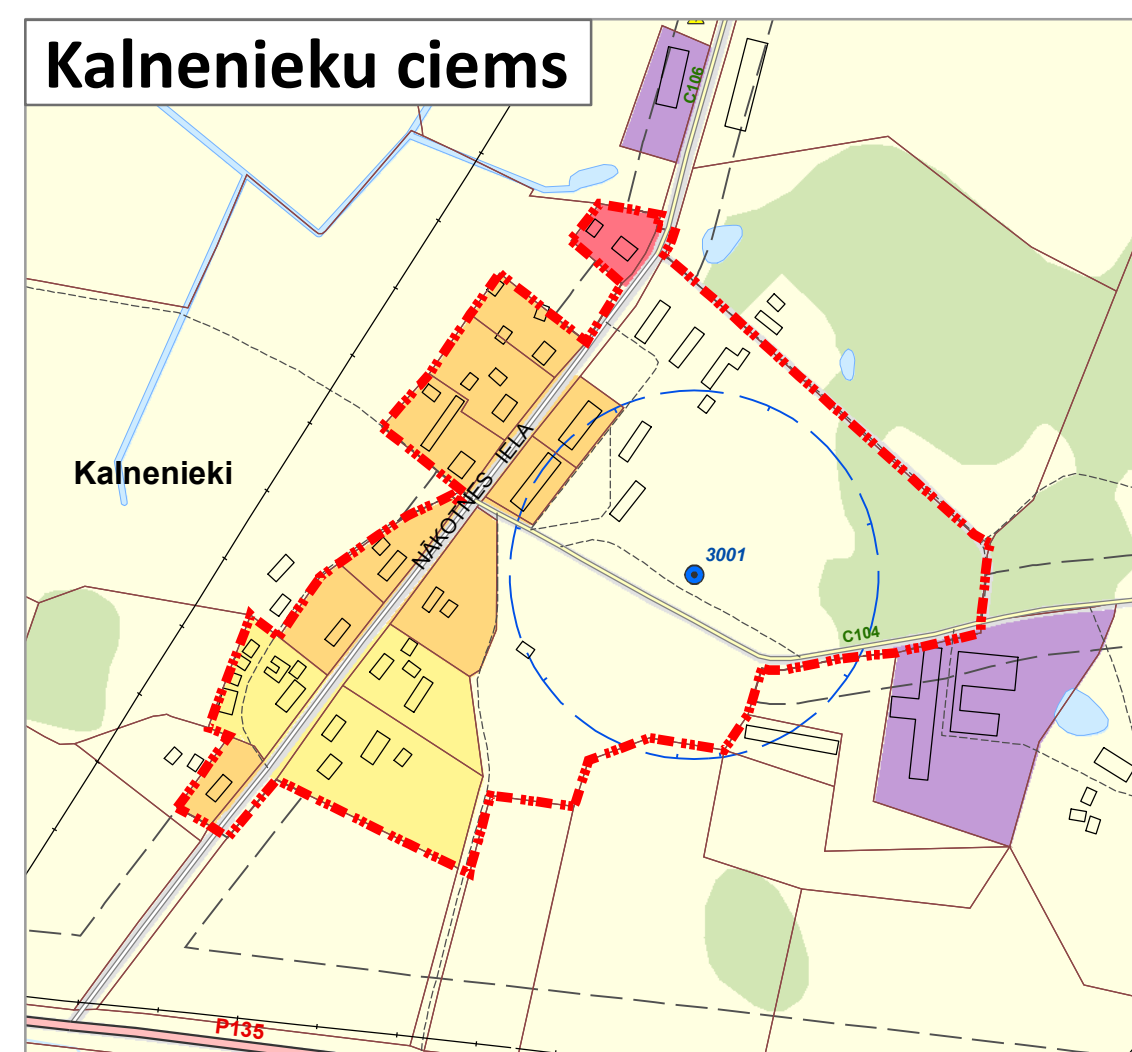 Kalnenieku ciems
C106
NĀKOTNES IELA
Kalnenieki
3001
C104
P135